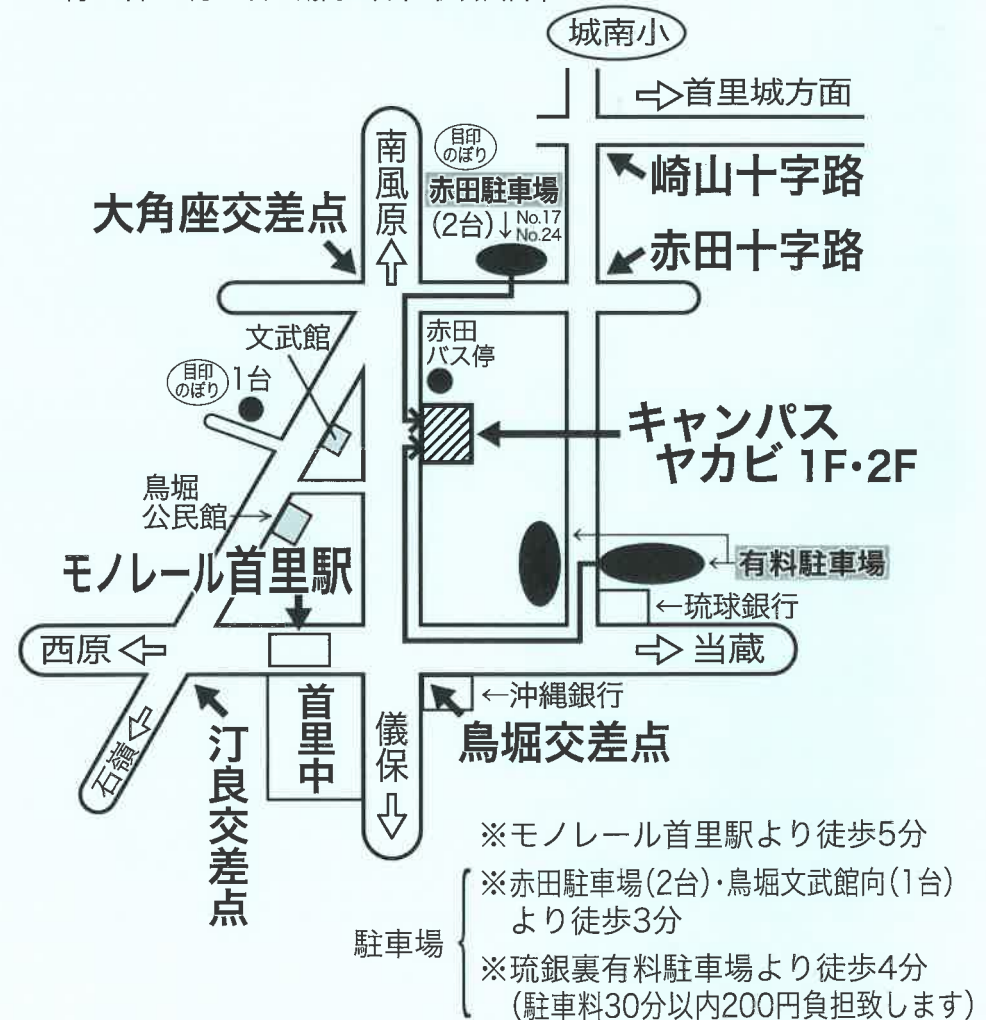 城南小
⇨首里城方面
南風原
目印
のぼり
赤田駐車場
(2台)↓No.17
No.24
崎山十字路
大角座交差点
赤田十字路
文武館
赤田
バス停
目印
のぼり
1台
キャンパス
ヤカビ 1F・2F
鳥堀
公民館→
モノレール首里駅
←有料駐車場
←琉球銀行
西原⇦
⇨当蔵
石嶺
汀良交差点
首里中
儀保
←沖縄銀行
鳥堀交差点
※モノレール首里駅より徒歩5分
駐車場
※赤田駐車場(2台)・鳥堀文武館向(1台)
より徒歩3分
※琉銀裏有料駐車場より徒歩4分
(駐車料30分以内200円負担致します)